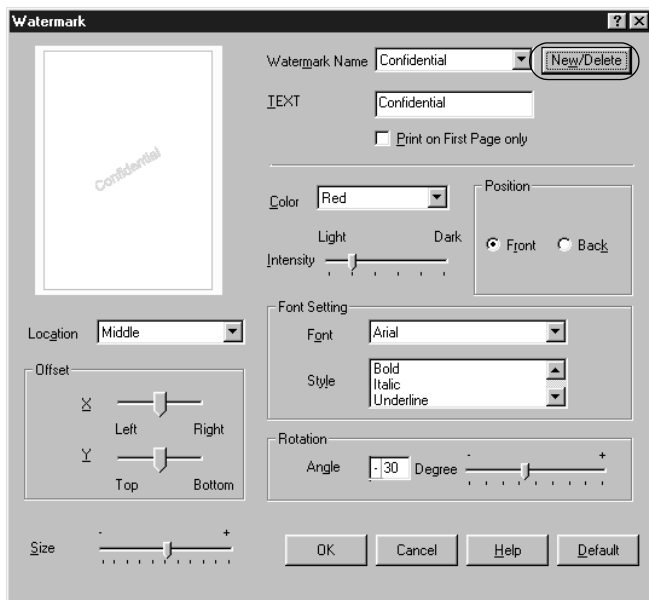 Watermark
Watermark Name Confidential New/Delete
TEXT Confidential
Print on First Page only
Confidential
Color Red
Position
Front Back
Light Dark
Intensity
Location Middle
Font Setting
Font Arial
Style Bold
Italic
Underline
Offset
X
Left Right
Y
Top Bottom
Rotation
Angle - 30 Degree - +
Size - +
OK Cancel Help Default